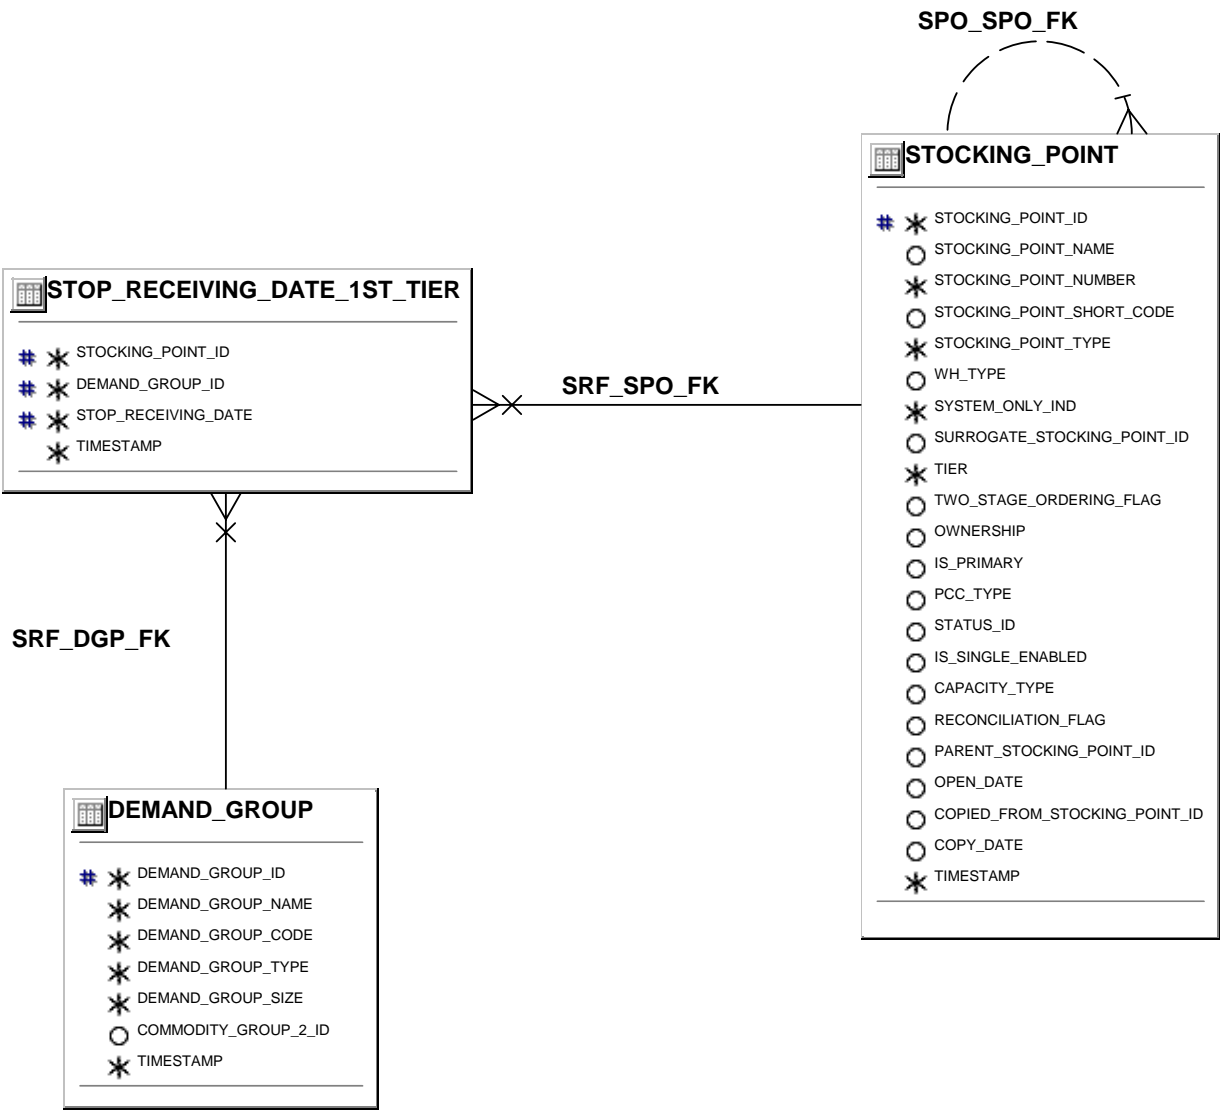 SPO_SPO_FK
STOCKING_POINT
# STOCKING_POINT_ID
STOCKING_POINT_NAME
STOCKING_POINT_NUMBER
STOCKING_POINT_SHORT_CODE
STOCKING_POINT_TYPE
WH_TYPE
SYSTEM_ONLY_IND
SURROGATE_STOCKING_POINT_ID
TIER
TWO_STAGE_ORDERING_FLAG
OWNERSHIP
IS_PRIMARY
PCC_TYPE
STATUS_ID
IS_SINGLE_ENABLED
CAPACITY_TYPE
RECONCILIATION_FLAG
PARENT_STOCKING_POINT_ID
OPEN_DATE
COPIED_FROM_STOCKING_POINT_ID
COPY_DATE
TIMESTAMP
STOP_RECEIVING_DATE_1ST_TIER
# STOCKING_POINT_ID
# DEMAND_GROUP_ID
# STOP_RECEIVING_DATE
TIMESTAMP
SRF_SPO_FK
SRF_DGP_FK
DEMAND_GROUP
# DEMAND_GROUP_ID
DEMAND_GROUP_NAME
DEMAND_GROUP_CODE
DEMAND_GROUP_TYPE
DEMAND_GROUP_SIZE
COMMODITY_GROUP_2_ID
TIMESTAMP